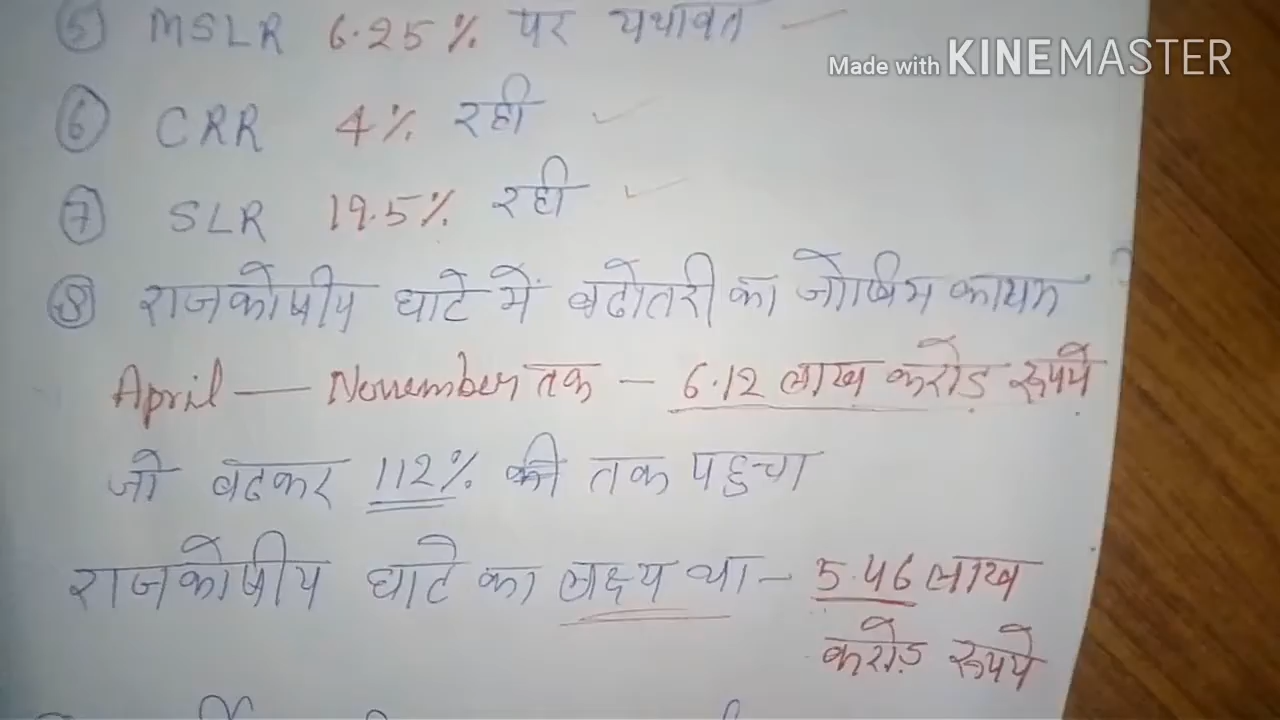 ⑤ MSLR 6.25% पर यथावत
Made with KINEMASTER
⑥ CRR 4% रही
⑦ SLR 19.5% रही
⑧ राजकोषीय घाटे में बढोतरी का जोखिम कायम
April — November तक – 6.12 लाख करोड़ रूपये
जो बढकर 112% की तक पहुचा
राजकोषीय घाटे का लक्ष्य था – 5.46 लाख
करोड़ रूपये